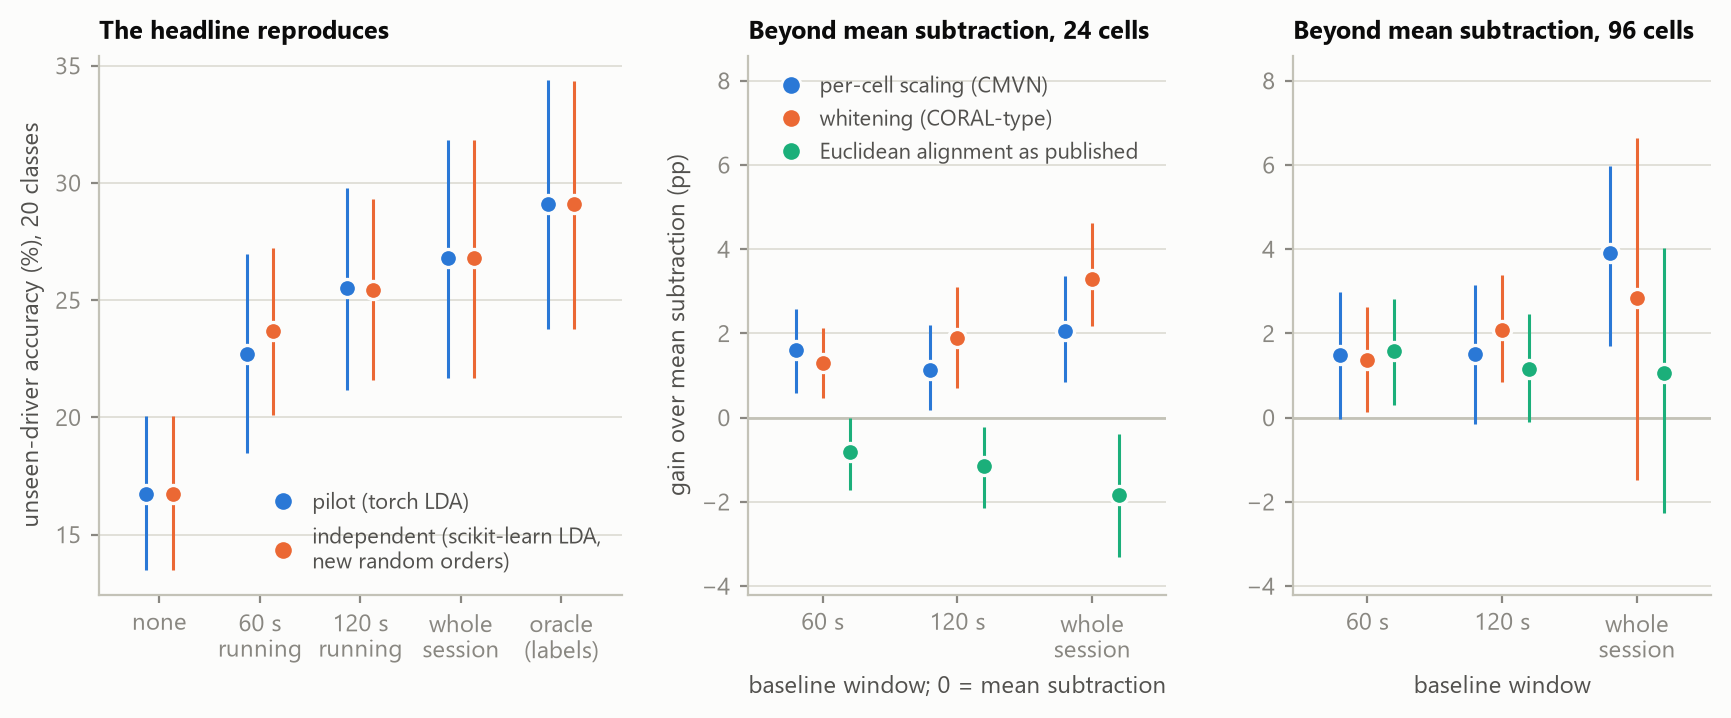 The headline reproduces
unseen-driver accuracy (%), 20 classes
35
30
25
20
15
pilot (torch LDA)
independent (scikit-learn LDA,
new random orders)
none
60 s
running
120 s
running
whole
session
oracle
(labels)
Beyond mean subtraction, 24 cells
gain over mean subtraction (pp)
8
6
4
2
0
−2
−4
per-cell scaling (CMVN)
whitening (CORAL-type)
Euclidean alignment as published
60 s
120 s
whole
session
baseline window; 0 = mean subtraction
Beyond mean subtraction, 96 cells
8
6
4
2
0
−2
−4
60 s
120 s
whole
session
baseline window